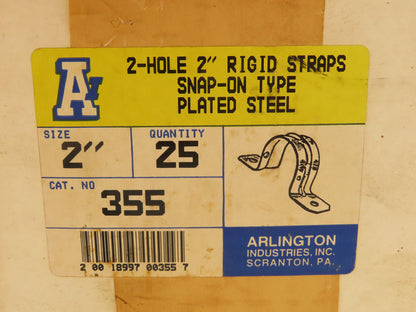 AI
2-HOLE 2" RIGID STRAPS
SNAP-ON TYPE
PLATED STEEL
SIZE
2"
QUANTITY
25
CAT. NO
355
2 00 18997 00355 7
ARLINGTON
INDUSTRIES, INC.
SCRANTON, PA.